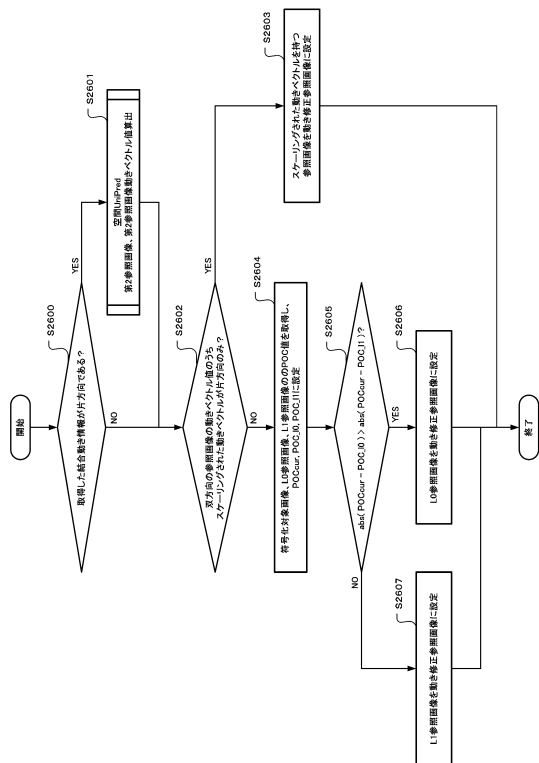 開始
S2600
取得した結合動き情報が片方向である？
YES
NO
S2601
空間UniPred
第2参照画像、第2参照画像動きベクトル値算出
S2602
双方向の参照画像の動きベクトル値のうち
スケーリングされた動きベクトルが片方向のみ？
YES
NO
S2603
スケーリングされた動きベクトルを持つ
参照画像を動き修正参照画像に設定
S2604
符号化対象画像、L0参照画像、L1参照画像ののPOC値を取得し、
POCcur, POC_l0, POC_l1に設定
S2605
abs( POCcur - POC_l0 ) > abs( POCcur - POC_l1 )？
NO
YES
S2606
L0参照画像を動き修正参照画像に設定
S2607
L1参照画像を動き修正参照画像に設定
終了